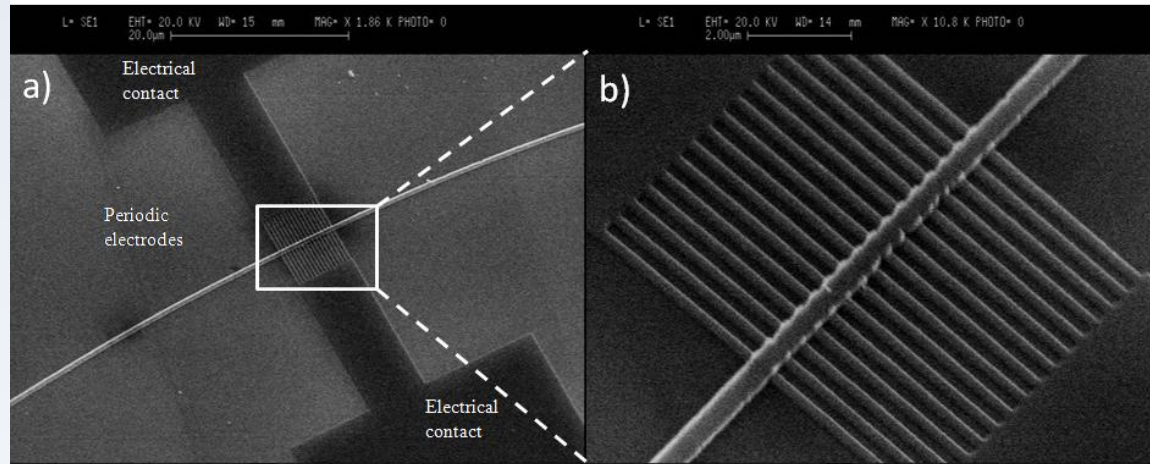 L= SE1 EHT= 20.0 KV WD= 15 mm MAG= X 1.86 K PHOTO= 0
20.0µm
a)
Electrical
contact
Periodic
electrodes
Electrical
contact
L= SE1 EHT= 20.0 KV WD= 14 mm MAG= X 10.8 K PHOTO= 0
2.00µm
b)